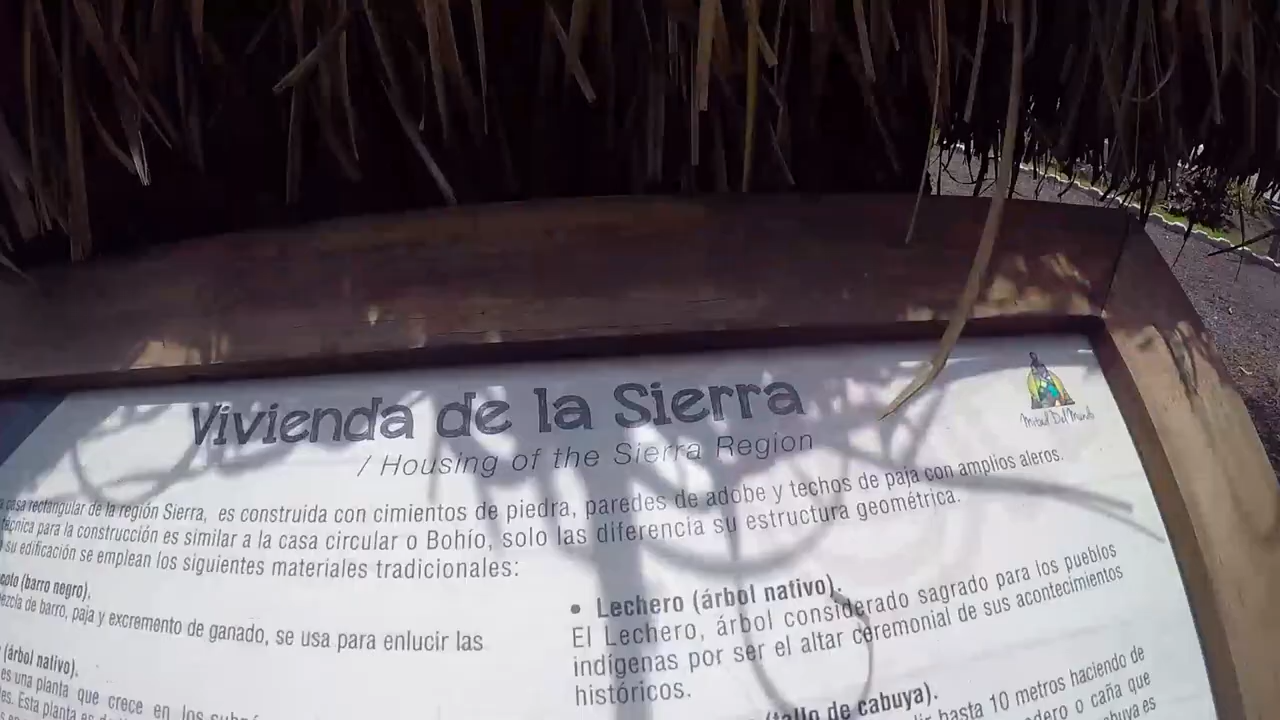 Vivienda de la Sierra
/ Housing of the Sierra Region
Mitad Del Mundo
casa rectangular de la región Sierra, es construida con cimientos de piedra, paredes de adobe y techos de paja con amplios aleros.
técnica para la construcción es similar a la casa circular o Bohío, solo las diferencia su estructura geométrica.
su edificación se emplean los siguientes materiales tradicionales:
(barro negro).
de barro, paja y excremento de ganado, se usa para enlucir las
(árbol nativo).
es una planta que crece en los
Esta planta es
• Lechero (árbol nativo).
El Lechero, árbol considerado sagrado para los pueblos
indígenas por ser el altar ceremonial de sus acontecimientos
históricos.
(tallo de cabuya).
hasta 10 metros haciendo de
o caña que
es